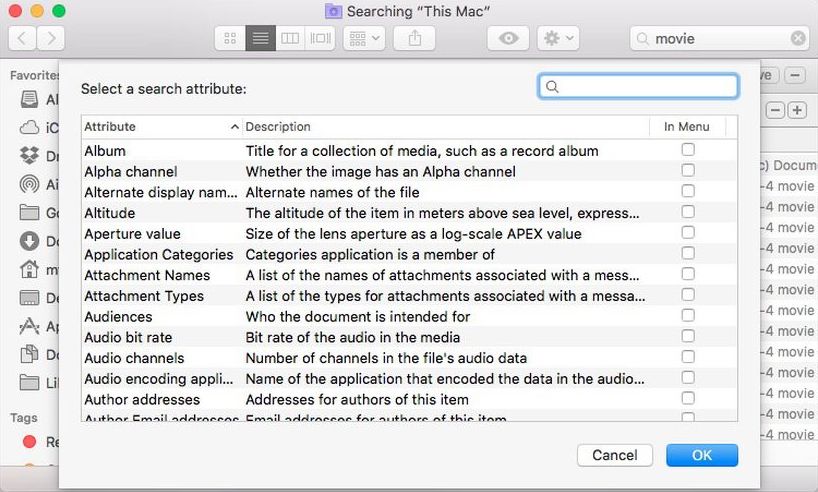 Searching “This Mac”
movie
Favorites
Select a search attribute:
Attribute Description In Menu
Album Title for a collection of media, such as a record album
Alpha channel Whether the image has an Alpha channel
Alternate display nam... Alternate names of the file
Altitude The altitude of the item in meters above sea level, express...
Aperture value Size of the lens aperture as a log-scale APEX value
Application Categories Categories application is a member of
Attachment Names A list of the names of attachments associated with a mess...
Attachment Types A list of the types for attachments associated with a messa...
Audiences Who the document is intended for
Audio bit rate Bit rate of the audio in the media
Audio channels Number of channels in the file's audio data
Audio encoding appli... Name of the application that encoded the data in the audio...
Author addresses Addresses for authors of this item
Author Email addresses Email addresses for authors of this item
Cancel OK
Al
iC
Dr
Ai
Go
Do
my
De
Ap
Do
Lil
Tags
Re
ve
c) Docum
-4 movie
-4 movie
-4 movie
-4 movie
-4 movie
-4 movie
-4 movie
-4 movie
-4 movie
-4 movie
-4 movie
-4 movie
-4 movie